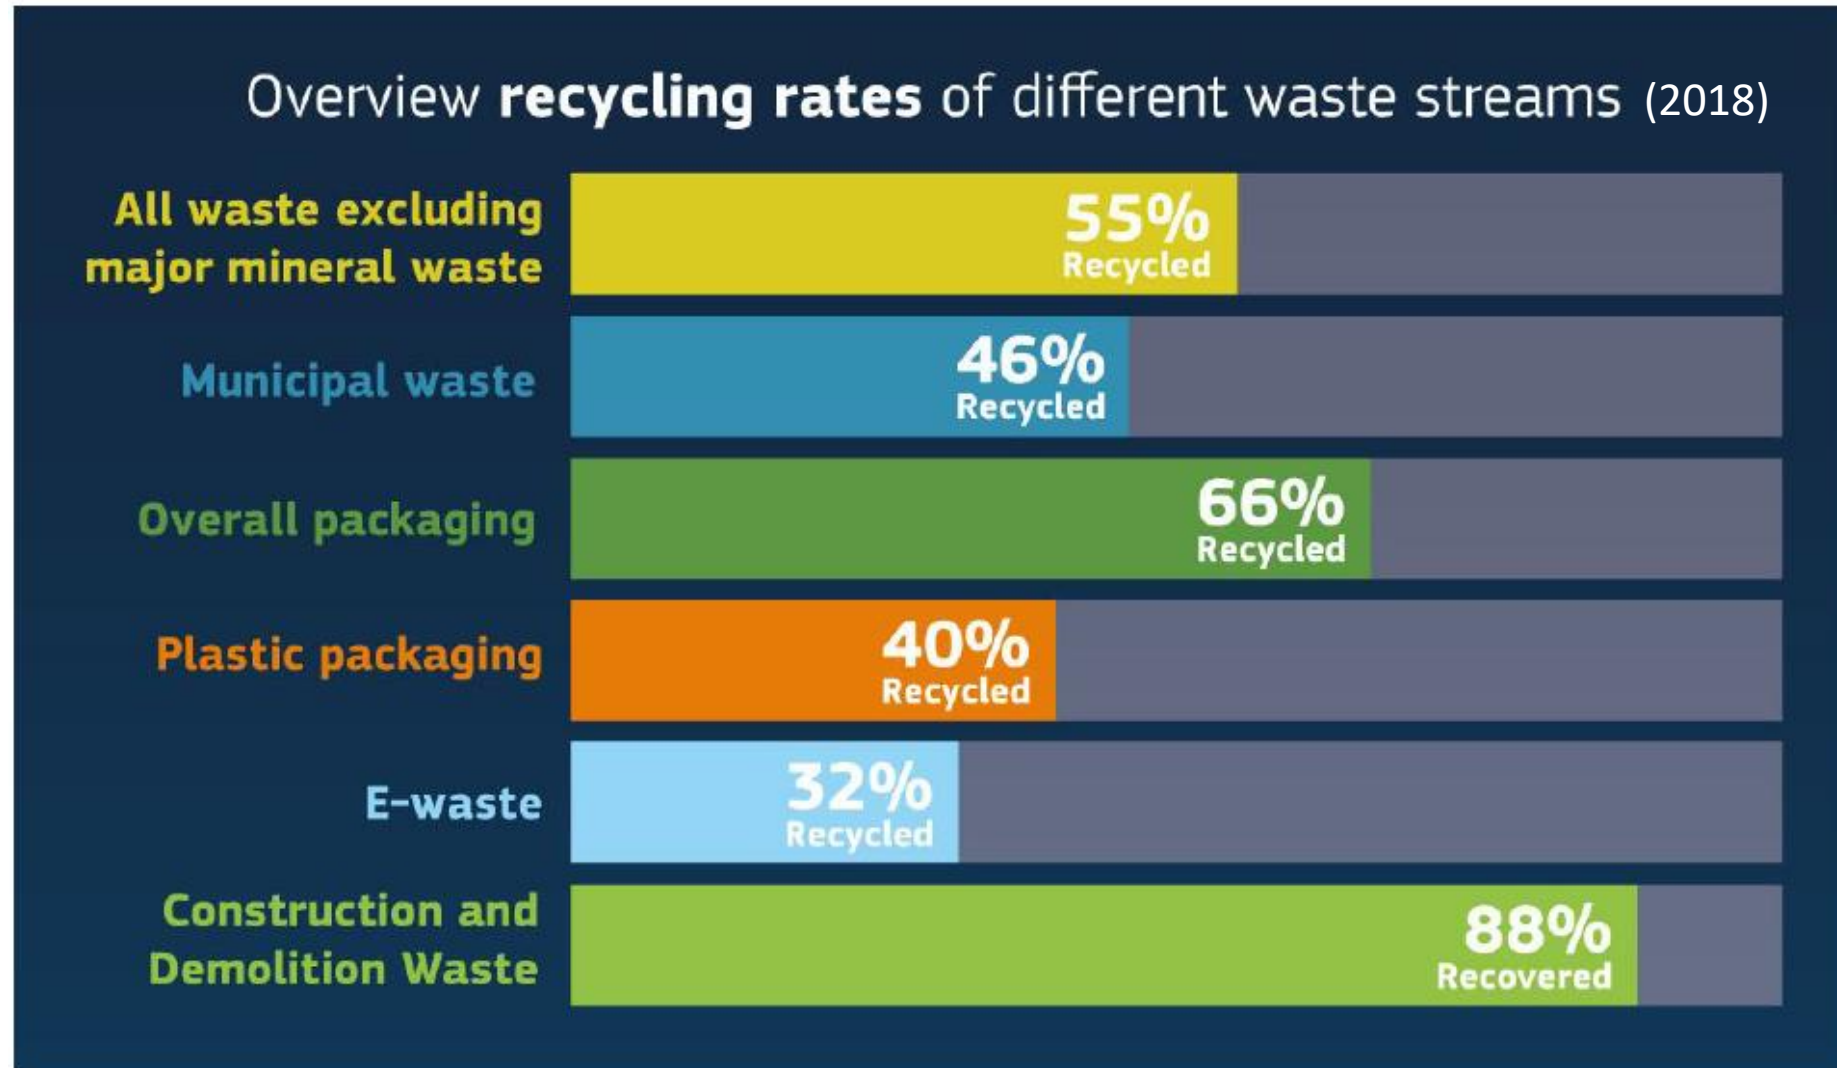 Overview recycling rates of different waste streams (2018)
All waste excluding
major mineral waste
55%
Recycled
Municipal waste
46%
Recycled
Overall packaging
66%
Recycled
Plastic packaging
40%
Recycled
E-waste
32%
Recycled
Construction and
Demolition Waste
88%
Recovered